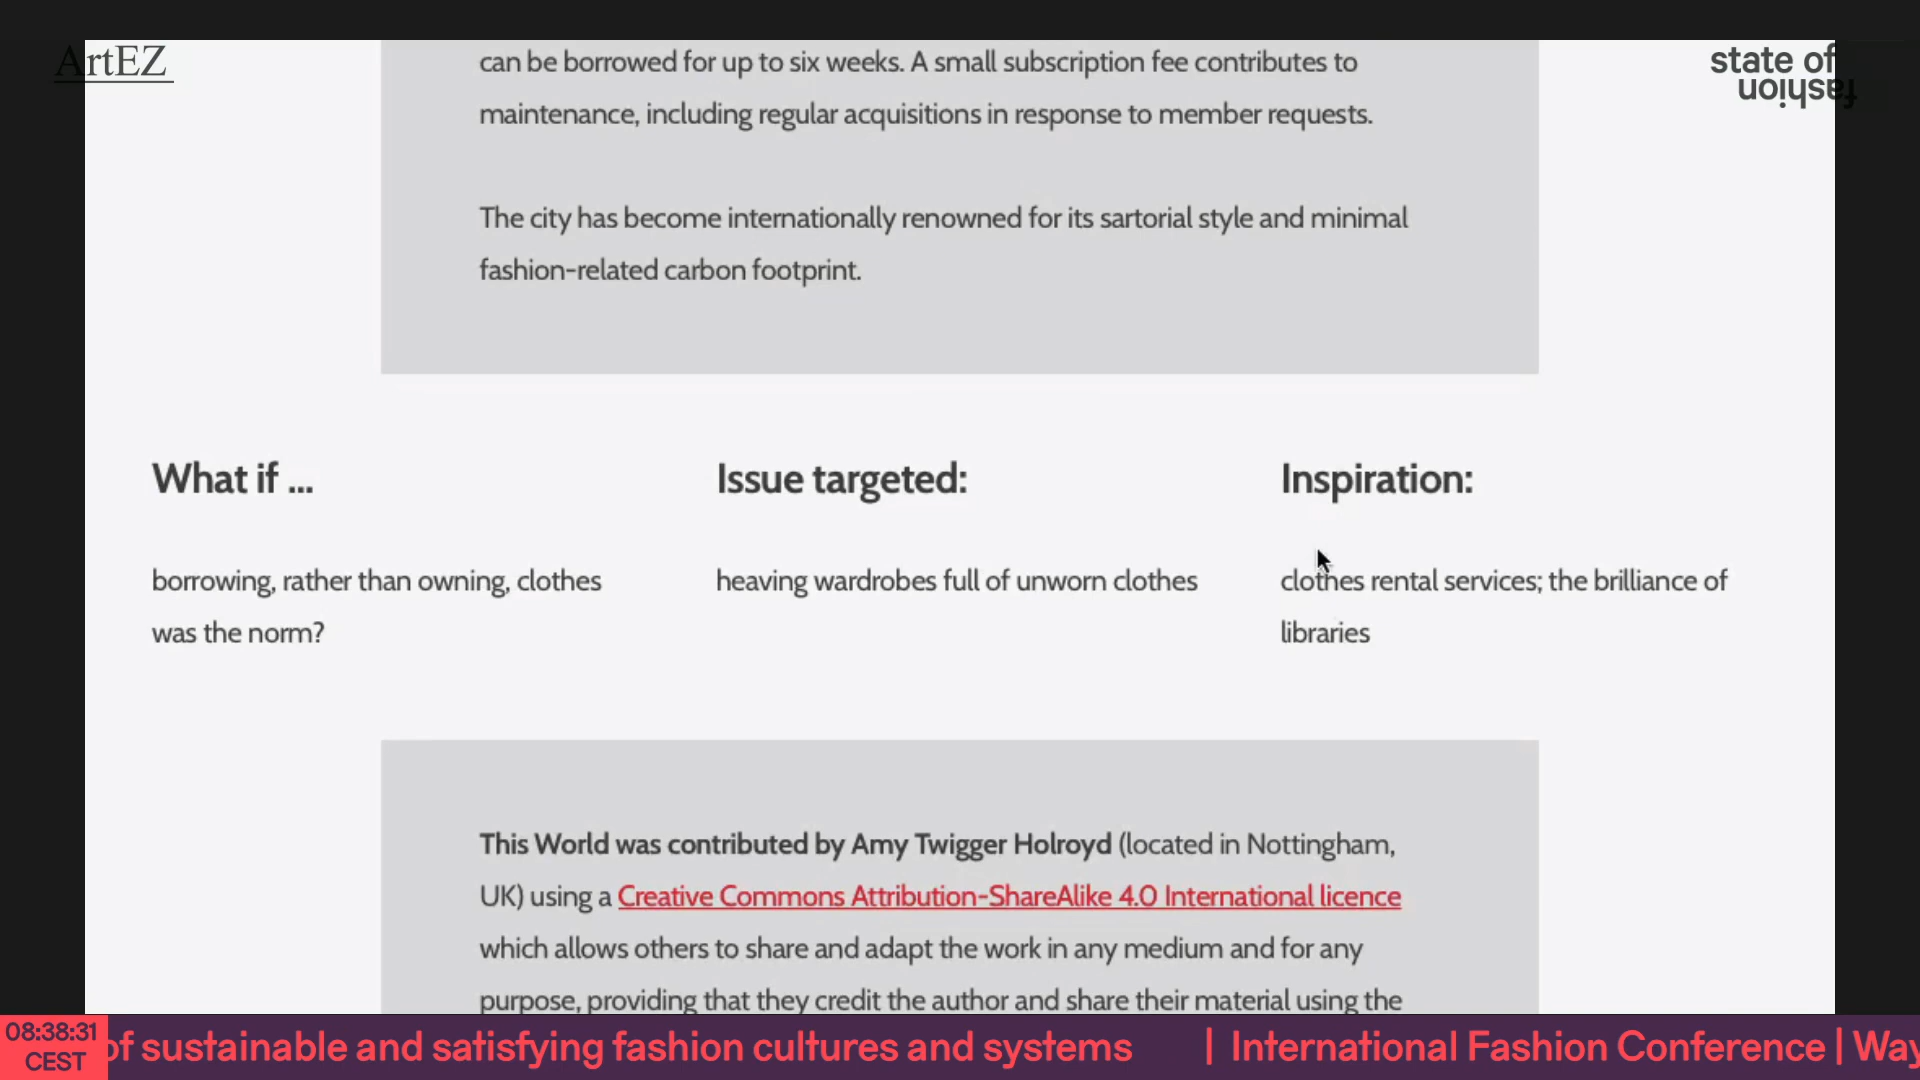 ArtEZ
state of
fashion
can be borrowed for up to six weeks. A small subscription fee contributes to
maintenance, including regular acquisitions in response to member requests.
The city has become internationally renowned for its sartorial style and minimal
fashion-related carbon footprint.
What if ...
borrowing, rather than owning, clothes
was the norm?
Issue targeted:
heaving wardrobes full of unworn clothes
Inspiration:
clothes rental services; the brilliance of
libraries
This World was contributed by Amy Twigger Holroyd (located in Nottingham,
UK) using a Creative Commons Attribution-ShareAlike 4.0 International licence
which allows others to share and adapt the work in any medium and for any
purpose, providing that they credit the author and share their material using the
08:38:31
CEST
of sustainable and satisfying fashion cultures and systems | International Fashion Conference | Way